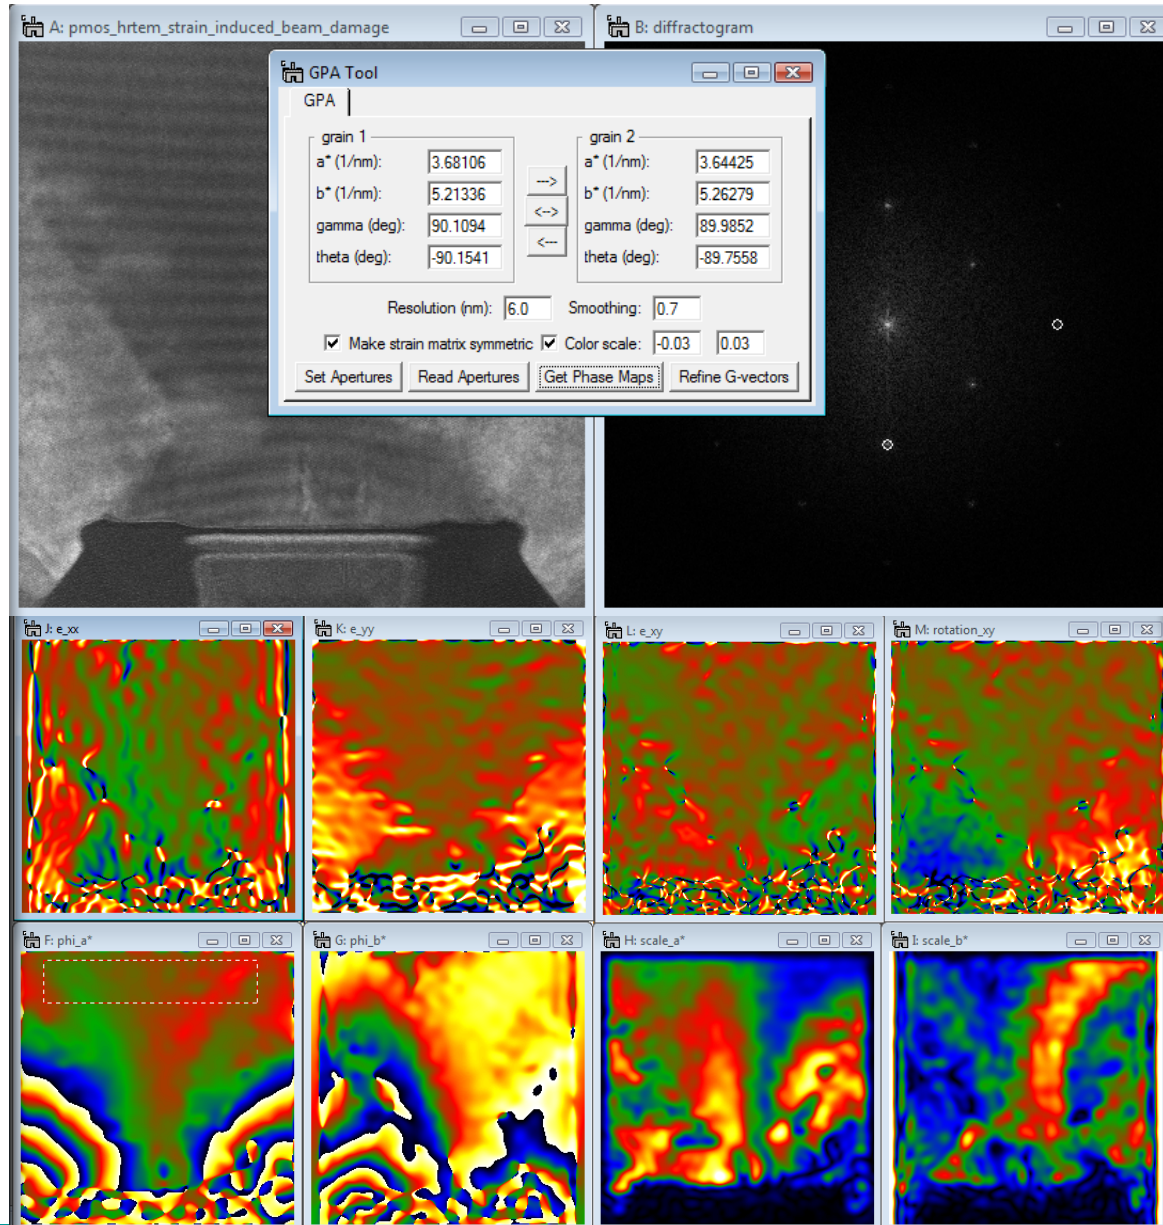 A: pmos_hrtem_strain_induced_beam_damage
B: diffractogram
GPA Tool
GPA
grain 1
a* (1/nm): 3.68106
b* (1/nm): 5.21336
gamma (deg): 90.1094
theta (deg): -90.1541
--->
<-->
<---
grain 2
a* (1/nm): 3.64425
b* (1/nm): 5.26279
gamma (deg): 89.9852
theta (deg): -89.7558
Resolution (nm): 6.0 Smoothing: 0.7
Make strain matrix symmetric Color scale: -0.03 0.03
Set Apertures Read Apertures Get Phase Maps Refine G-vectors
J: e_xx
K: e_yy
L: e_xy
M: rotation_xy
F: phi_a*
G: phi_b*
H: scale_a*
I: scale_b*